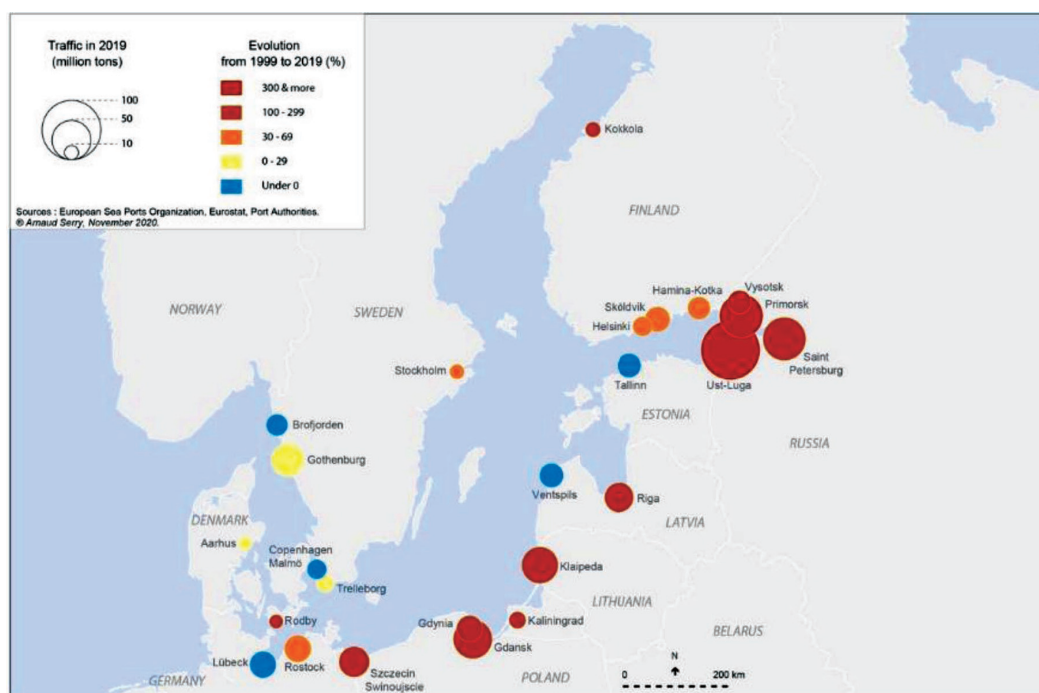 Traffic in 2019
(million tons)
100
50
10
Evolution
from 1999 to 2019 (%)
300 & more
100 - 299
30 - 69
0 - 29
Under 0
Sources : European Sea Ports Organization, Eurostat, Port Authorities.
® Arnaud Serry, November 2020.
Kokkola
FINLAND
NORWAY
SWEDEN
Hamina-Kotka
Vysotsk
Sköldvik
Primorsk
Helsinki
Stockholm
Tallinn
Ust-Luga
Saint
Petersburg
ESTONIA
RUSSIA
Brofjorden
Gothenburg
Ventspils
Riga
LATVIA
DENMARK
Aarhus
Copenhagen
Malmö
Trelleborg
Klaipeda
LITHUANIA
Rodby
Gdynia
Kaliningrad
Gdansk
BELARUS
Lübeck
Rostock
Szczecin
Swinoujscie
GERMANY
POLAND
N
0
200 km